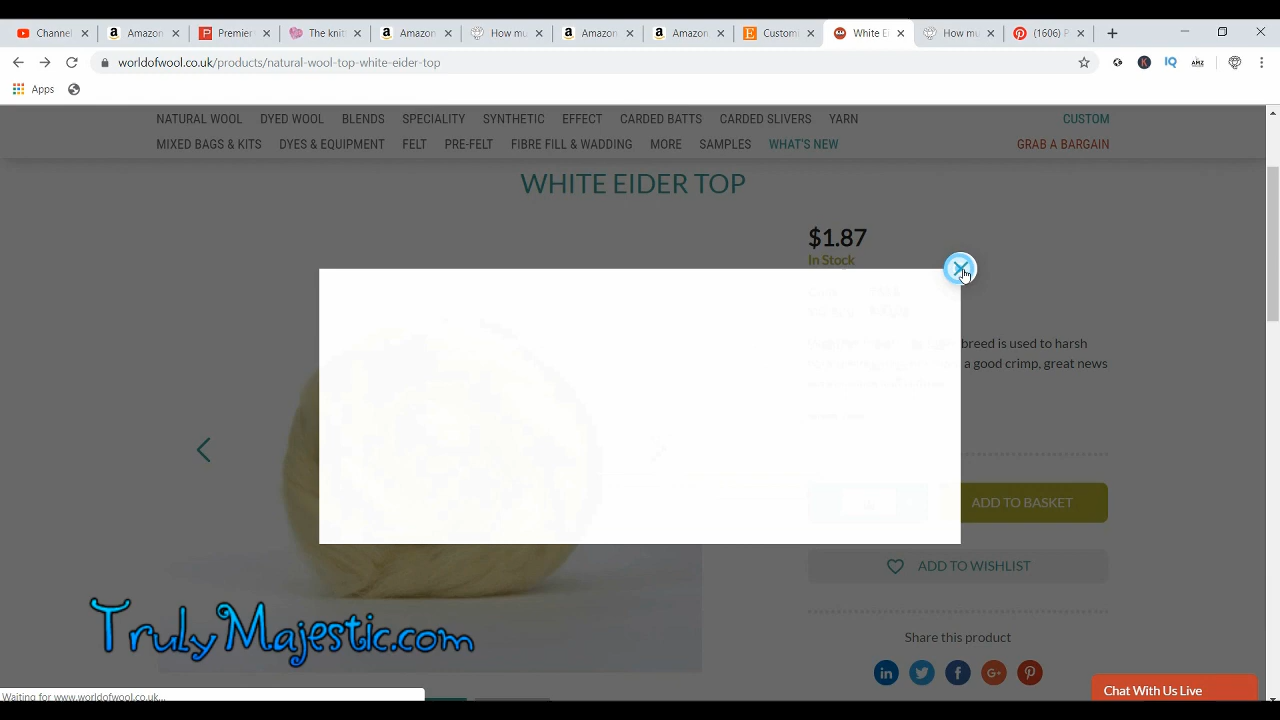 Channel
Amazon
Premier
The knitt
Amazon
How mu
Amazon
Amazon
Custom
White Ei
How mu
(1606) P
worldofwool.co.uk/products/natural-wool-top-white-eider-top
Apps
NATURAL WOOL DYED WOOL BLENDS SPECIALITY SYNTHETIC EFFECT CARDED BATTS CARDED SLIVERS YARN CUSTOM
MIXED BAGS & KITS DYES & EQUIPMENT FELT PRE-FELT FIBRE FILL & WADDING MORE SAMPLES WHAT'S NEW GRAB A BARGAIN
WHITE EIDER TOP
$1.87
In Stock
breed is used to harsh
a good crimp, great news
ADD TO BASKET
ADD TO WISHLIST
TrulyMajestic.com
Share this product
Waiting for www.worldofwool.co.uk...
Chat With Us Live